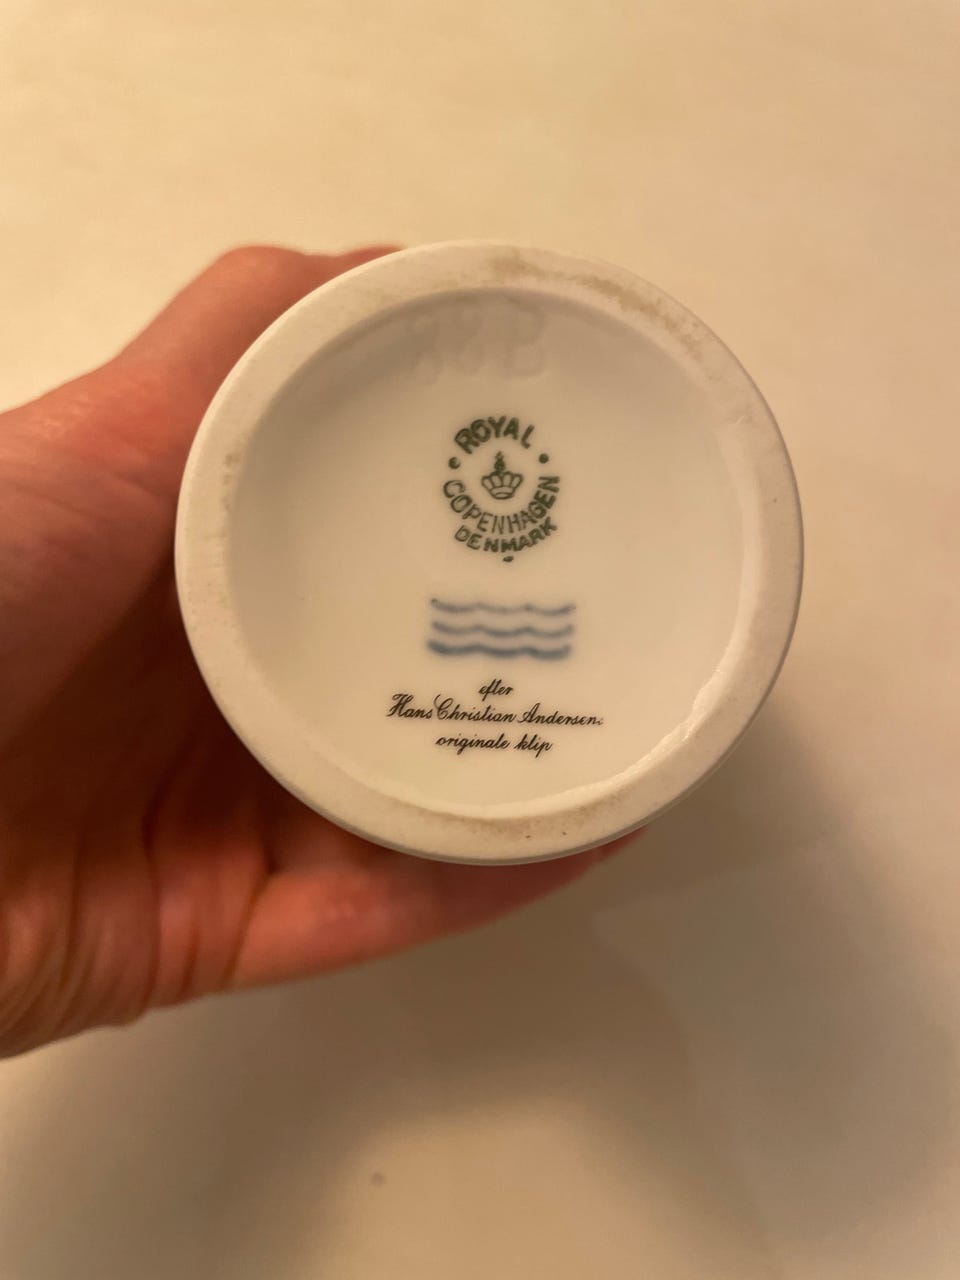 ROYAL
COPENHAGEN
DENMARK
efter
Hans Christian Andersens
originale klip